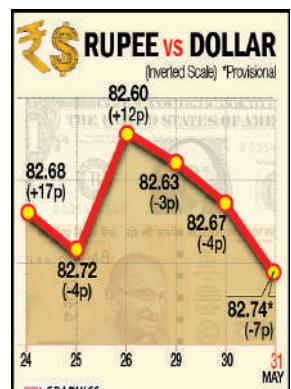 ₹$ RUPEE vs DOLLAR
(Inverted Scale) *Provisional
82.60
(+12p)
82.68
(+17p)
82.63
(-3p)
82.67
(-4p)
82.72
(-4p)
82.74*
(-7p)
24 25 26 29 30 31
MAY
GRAPHICS